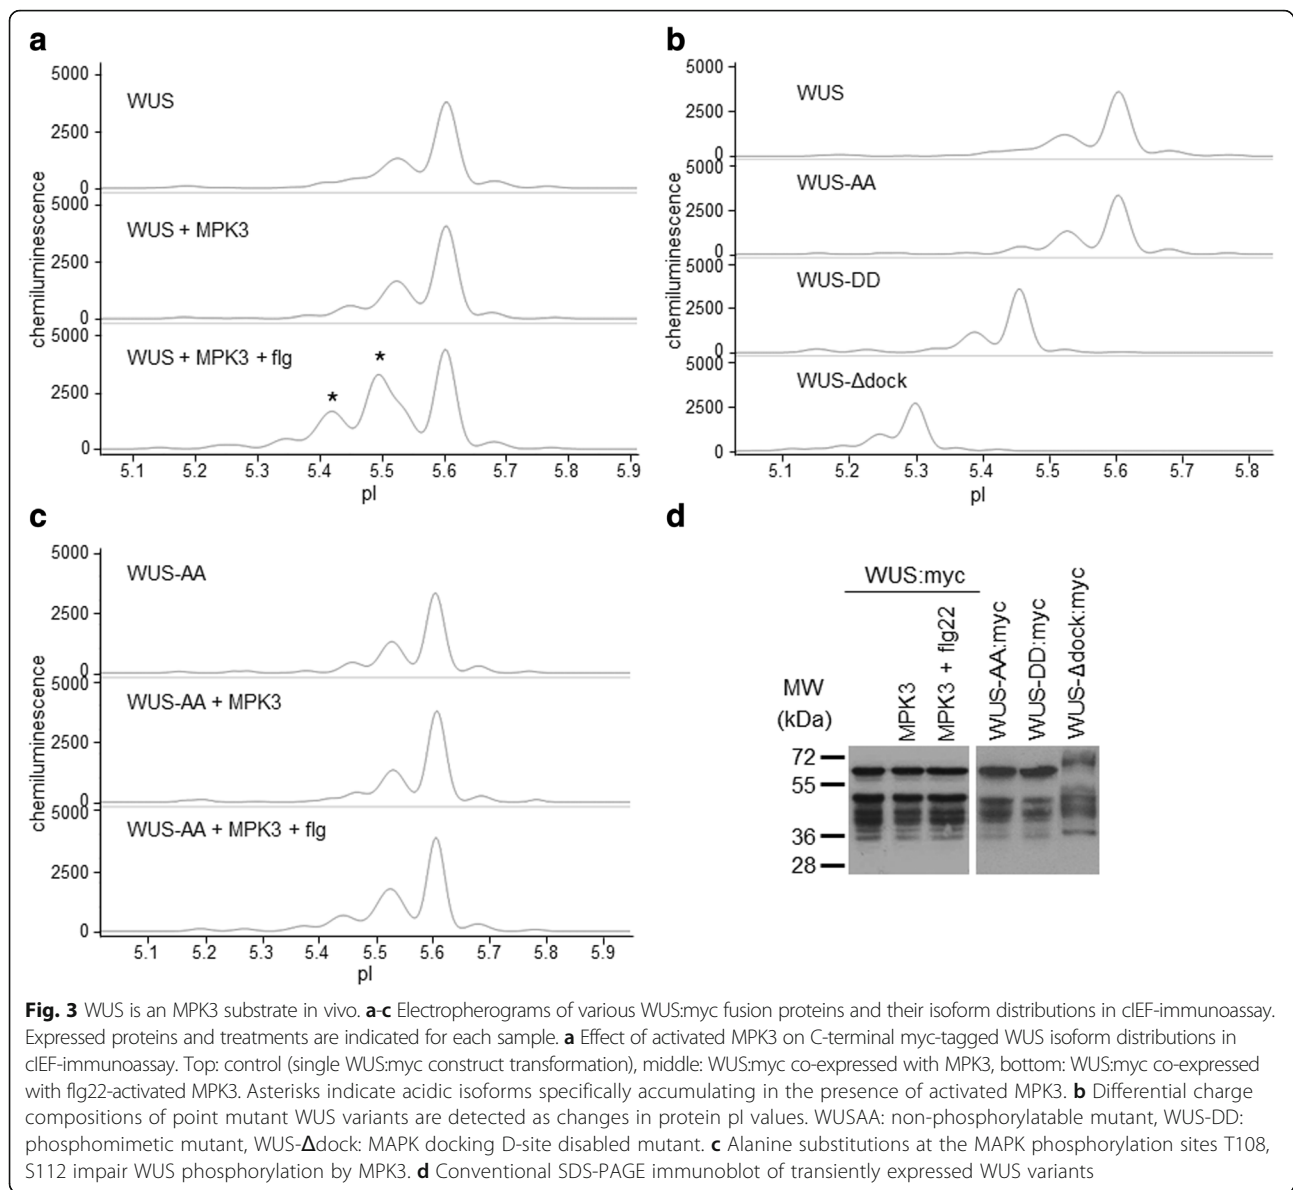 a
chemiluminescence
5000
2500
0
WUS
5000
2500
0
WUS + MPK3
5000
2500
0
WUS + MPK3 + flg
* *
5.1 5.2 5.3 5.4 5.5 5.6 5.7 5.8 5.9
pI
b
chemiluminescence
5000
2500
0
WUS
5000
2500
0
WUS-AA
5000
2500
0
WUS-DD
5000
2500
0
WUS-Δdock
5.1 5.2 5.3 5.4 5.5 5.6 5.7 5.8
pI
c
chemiluminescence
5000
2500
0
WUS-AA
5000
2500
0
WUS-AA + MPK3
5000
2500
0
WUS-AA + MPK3 + flg
5.1 5.2 5.3 5.4 5.5 5.6 5.7 5.8 5.9
pI
d
WUS:myc
MPK3
MPK3 + flg22
WUS-AA:myc
WUS-DD:myc
WUS-Δdock:myc
MW
(kDa)
72
55
36
28
Fig. 3 WUS is an MPK3 substrate in vivo. a-c Electropherograms of various WUS:myc fusion proteins and their isoform distributions in cIEF-immunoassay.
Expressed proteins and treatments are indicated for each sample. a Effect of activated MPK3 on C-terminal myc-tagged WUS isoform distributions in
cIEF-immunoassay. Top: control (single WUS:myc construct transformation), middle: WUS:myc co-expressed with MPK3, bottom: WUS:myc co-expressed
with flg22-activated MPK3. Asterisks indicate acidic isoforms specifically accumulating in the presence of activated MPK3. b Differential charge
compositions of point mutant WUS variants are detected as changes in protein pI values. WUSAA: non-phosphorylatable mutant, WUS-DD:
phosphomimetic mutant, WUS-Δdock: MAPK docking D-site disabled mutant. c Alanine substitutions at the MAPK phosphorylation sites T108,
S112 impair WUS phosphorylation by MPK3. d Conventional SDS-PAGE immunoblot of transiently expressed WUS variants